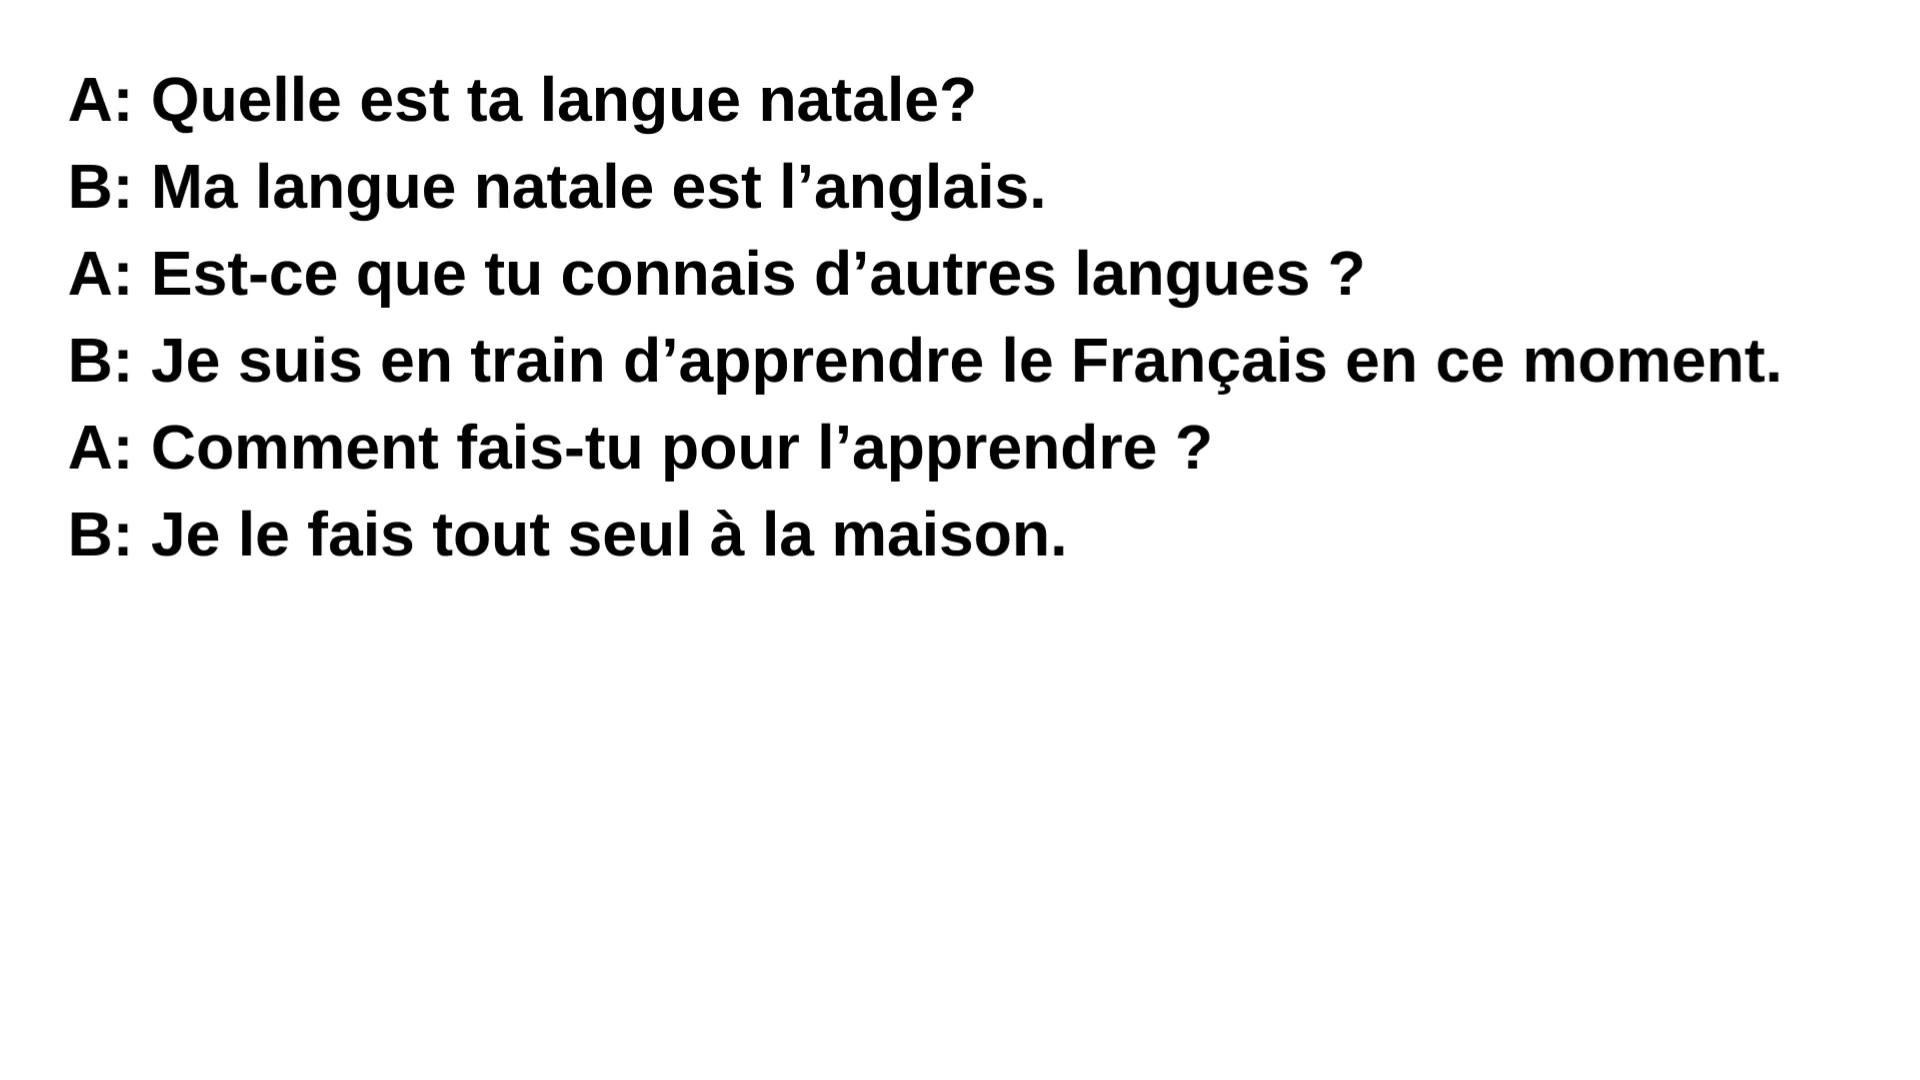 A: Quelle est ta langue natale?
B: Ma langue natale est l’anglais.
A: Est-ce que tu connais d’autres langues ?
B: Je suis en train d’apprendre le Français en ce moment.
A: Comment fais-tu pour l’apprendre ?
B: Je le fais tout seul à la maison.